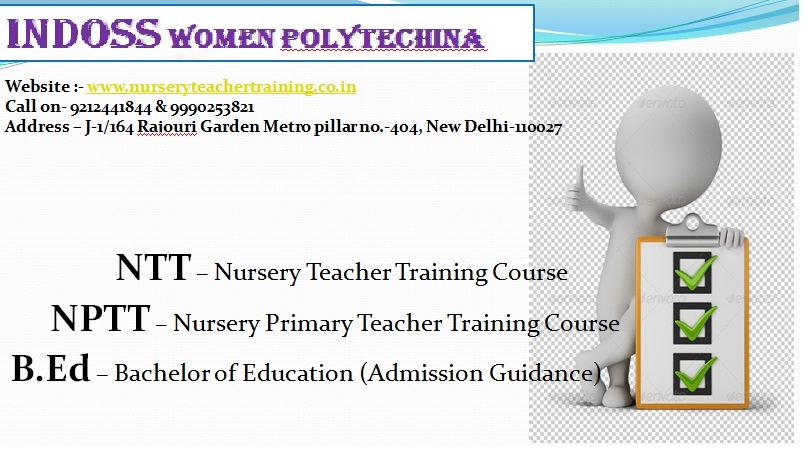 INDOSS WOMEN POLYTECHINA
Website :- www.nurseryteachertraining.co.in
Call on- 9212441844 & 9990253821
Address – J-1/164 Rajouri Garden Metro pillar no.-404, New Delhi-110027
NTT – Nursery Teacher Training Course
NPTT – Nursery Primary Teacher Training Course
B.Ed – Bachelor of Education (Admission Guidance)